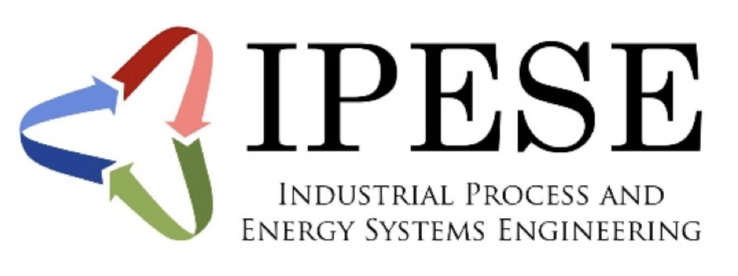 IPESE
INDUSTRIAL PROCESS AND
ENERGY SYSTEMS ENGINEERING